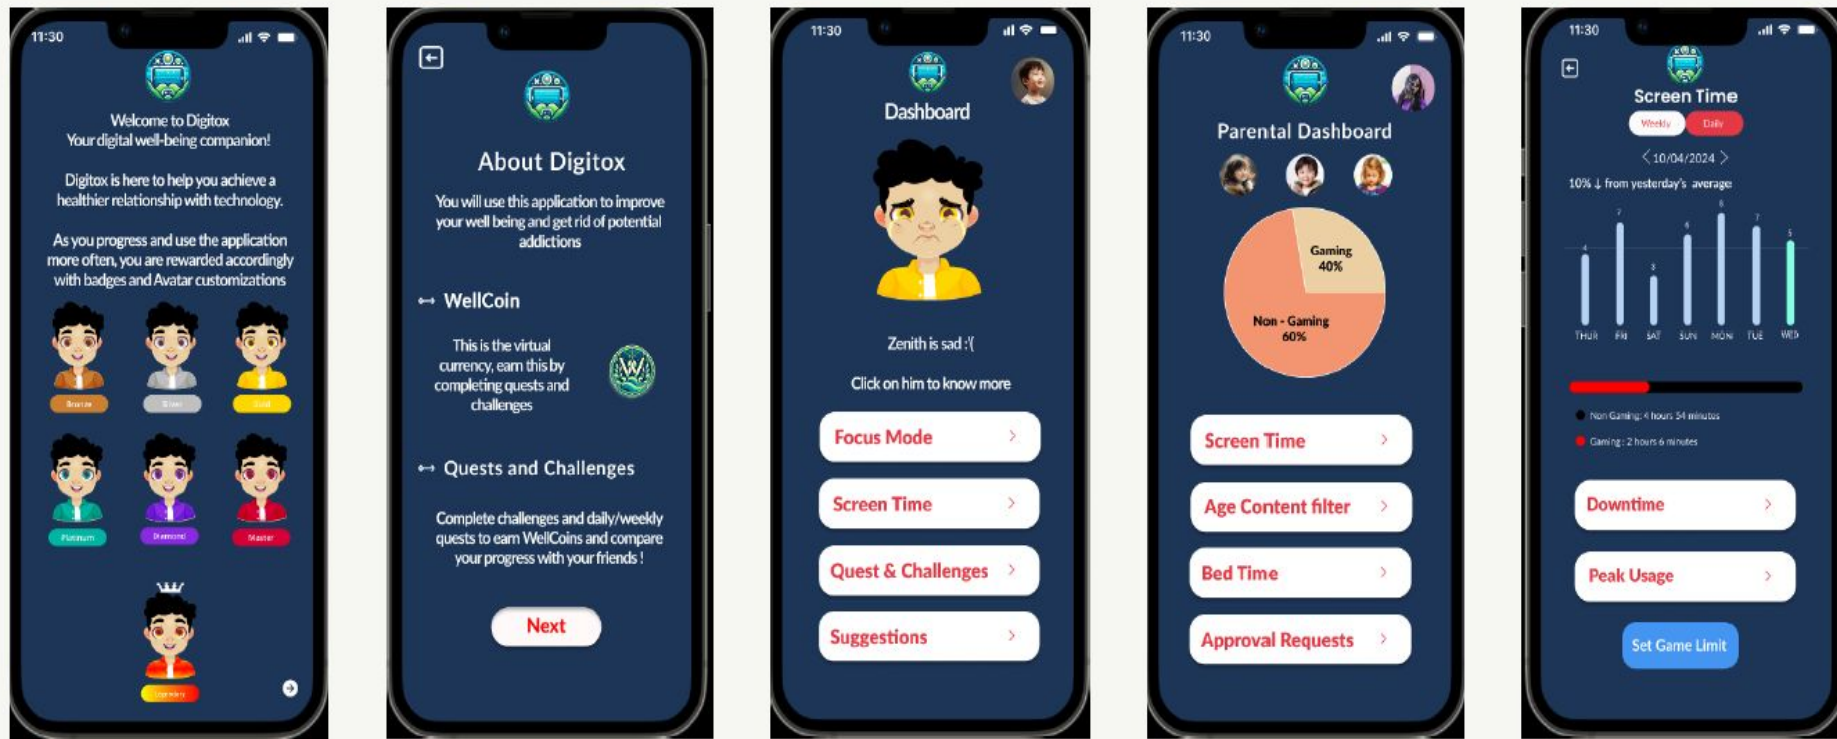 11:30
Welcome to Digitox
Your digital well-being companion!
Digitox is here to help you achieve a
healthier relationship with technology.
As you progress and use the application
more often, you are rewarded accordingly
with badges and Avatar customizations
Bronze
Silver
Gold
Platinum
Diamond
Master
Legendary
About Digitox
You will use this application to improve
your well being and get rid of potential
addictions
WellCoin
This is the virtual
currency, earn this by
completing quests and
challenges
W
Quests and Challenges
Complete challenges and daily/weekly
quests to earn WellCoins and compare
your progress with your friends !
Next
11:30
Dashboard
Zenith is sad :'(
Click on him to know more
Focus Mode
Screen Time
Quest & Challenges
Suggestions
11:30
Parental Dashboard
Gaming
40%
Non - Gaming
60%
Screen Time
Age Content filter
Bed Time
Approval Requests
11:30
Screen Time
Weekly Daily
< 10/04/2024 >
10% ↓ from yesterday's average
4 7 3 6 8 7 5
THUR FRI SAT SUN MON TUE WED
Non Gaming: 4 hours 54 minutes
Gaming : 2 hours 6 minutes
Downtime
Peak Usage
Set Game Limit